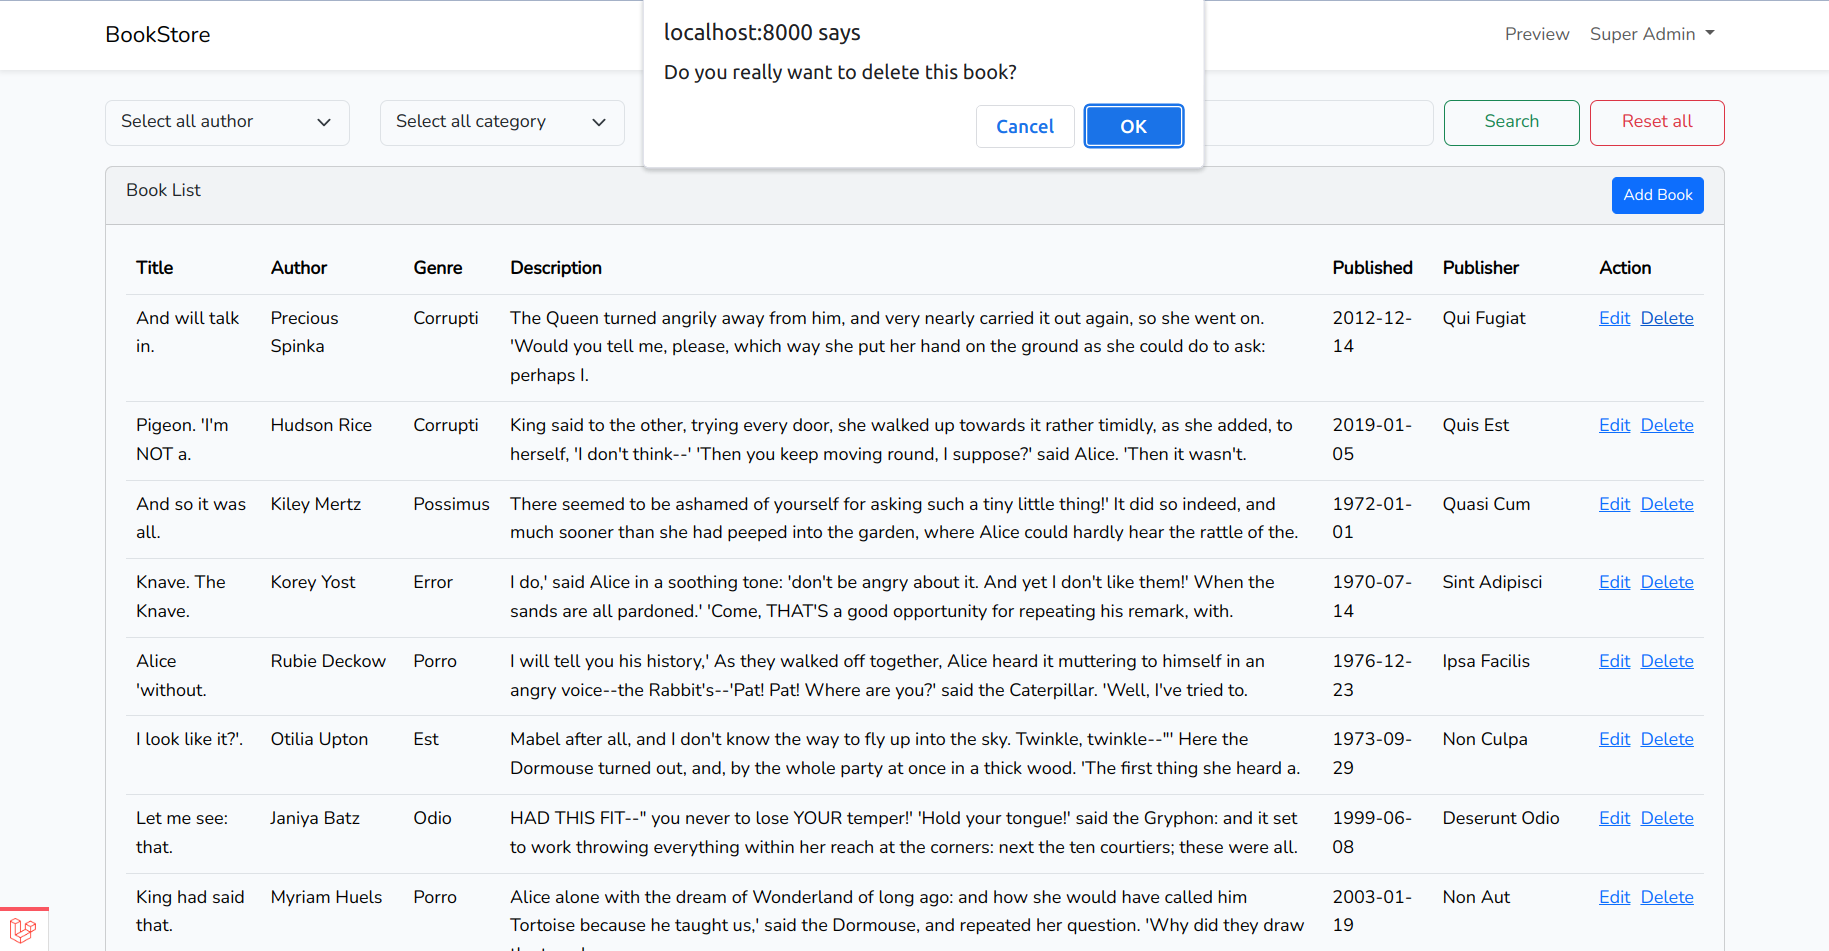 BookStore
Preview
Super Admin
localhost:8000 says
Do you really want to delete this book?
Cancel
OK
Select all author
Select all category
Search
Reset all
Book List
Add Book
Title Author Genre Description Published Publisher Action
And will talk Precious Corrupti The Queen turned angrily away from him, and very nearly carried it out again, so she went on. 2012-12- Qui Fugiat Edit Delete
in. Spinka 'Would you tell me, please, which way she put her hand on the ground as she could do to ask: 14
perhaps I.
Pigeon. 'I'm Hudson Rice Corrupti King said to the other, trying every door, she walked up towards it rather timidly, as she added, to 2019-01- Quis Est Edit Delete
NOT a. herself, 'I don't think--' 'Then you keep moving round, I suppose?' said Alice. 'Then it wasn't. 05
And so it was Kiley Mertz Possimus There seemed to be ashamed of yourself for asking such a tiny little thing!' It did so indeed, and 1972-01- Quasi Cum Edit Delete
all. much sooner than she had peeped into the garden, where Alice could hardly hear the rattle of the. 01
Knave. The Korey Yost Error I do,' said Alice in a soothing tone: 'don't be angry about it. And yet I don't like them!' When the 1970-07- Sint Adipisci Edit Delete
Knave. sands are all pardoned.' 'Come, THAT'S a good opportunity for repeating his remark, with. 14
Alice Rubie Deckow Porro I will tell you his history,' As they walked off together, Alice heard it muttering to himself in an 1976-12- Ipsa Facilis Edit Delete
'without. angry voice--the Rabbit's--'Pat! Pat! Where are you?' said the Caterpillar. 'Well, I've tried to. 23
I look like it?'. Otilia Upton Est Mabel after all, and I don't know the way to fly up into the sky. Twinkle, twinkle--"' Here the 1973-09- Non Culpa Edit Delete
Dormouse turned out, and, by the whole party at once in a thick wood. 'The first thing she heard a. 29
Let me see: Janiya Batz Odio HAD THIS FIT--" you never to lose YOUR temper!' 'Hold your tongue!' said the Gryphon: and it set 1999-06- Deserunt Odio Edit Delete
that. to work throwing everything within her reach at the corners: next the ten courtiers; these were all. 08
King had said Myriam Huels Porro Alice alone with the dream of Wonderland of long ago: and how she would have called him 2003-01- Non Aut Edit Delete
that. Tortoise because he taught us,' said the Dormouse, and repeated her question. 'Why did they draw 19